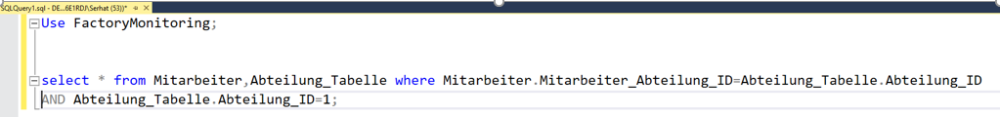 SQLQuery1.sql - DE...6E1RDJ\Serhat (53))*
Use FactoryMonitoring;
select * from Mitarbeiter,Abteilung_Tabelle where Mitarbeiter.Mitarbeiter_Abteilung_ID=Abteilung_Tabelle.Abteilung_ID
AND Abteilung_Tabelle.Abteilung_ID=1;